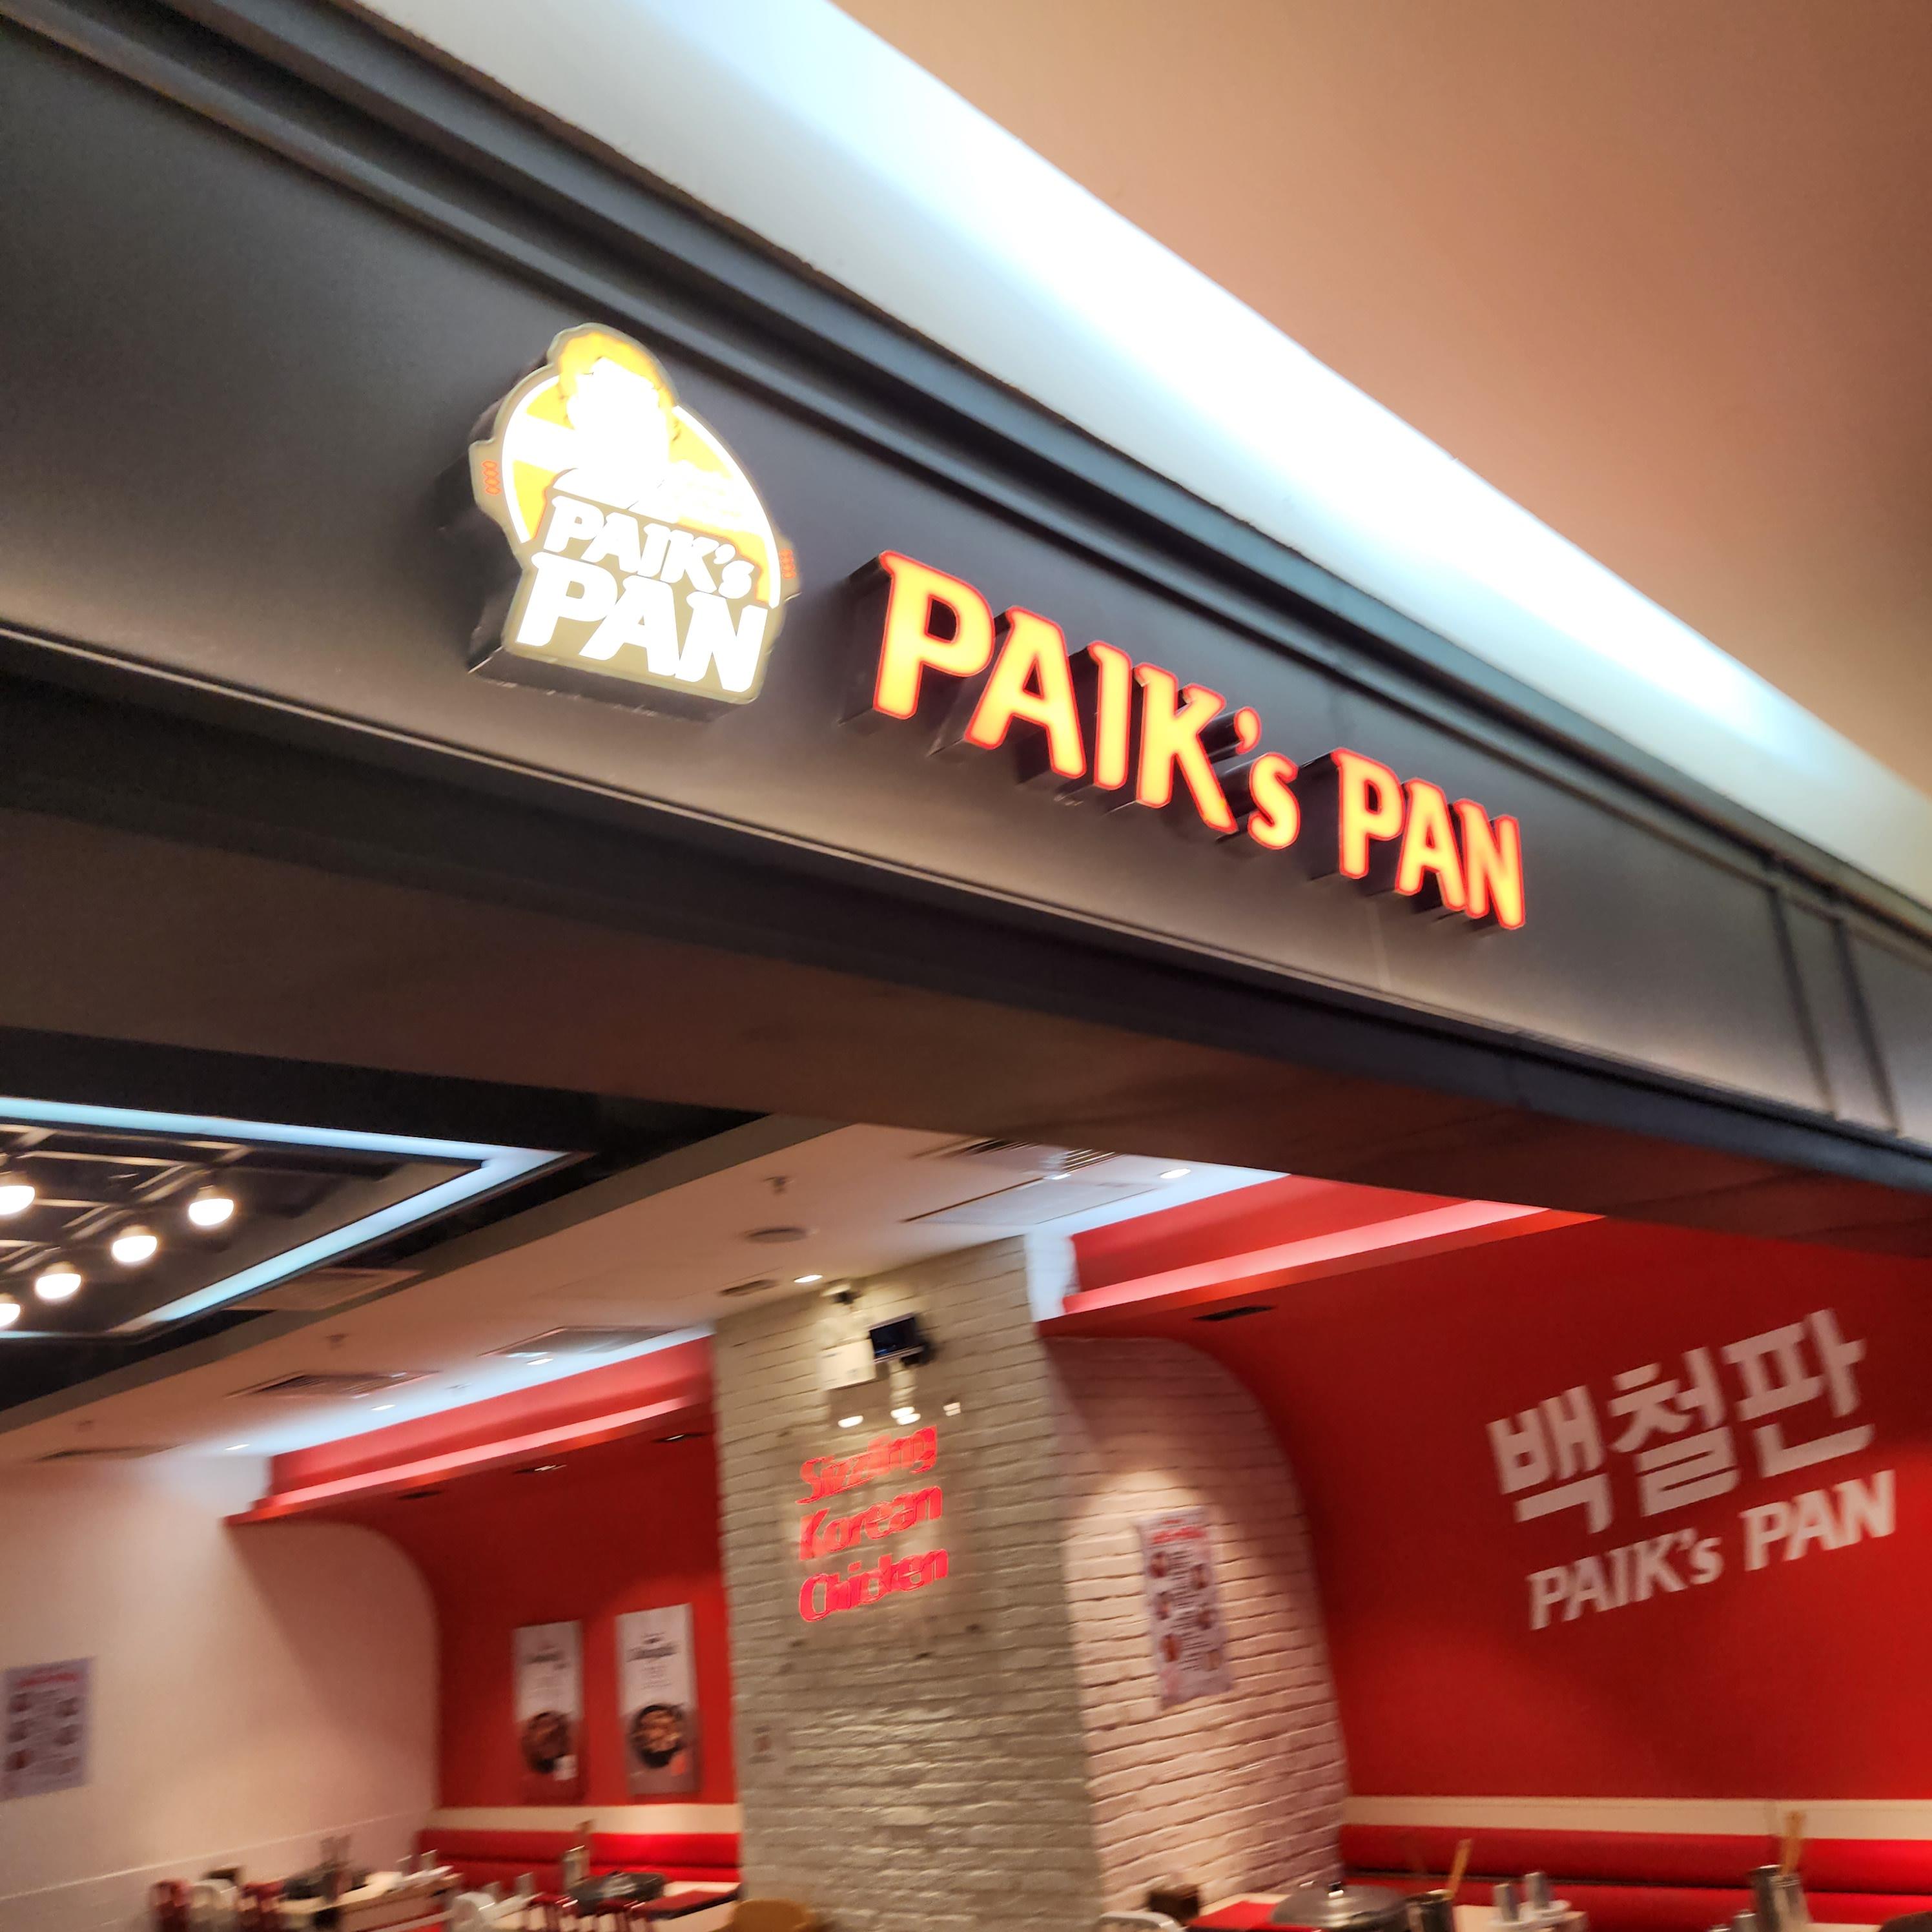 PAIK's
PAN
PAIK's PAN
Sizzling
Korean
Chicken
백철판
PAIK's PAN